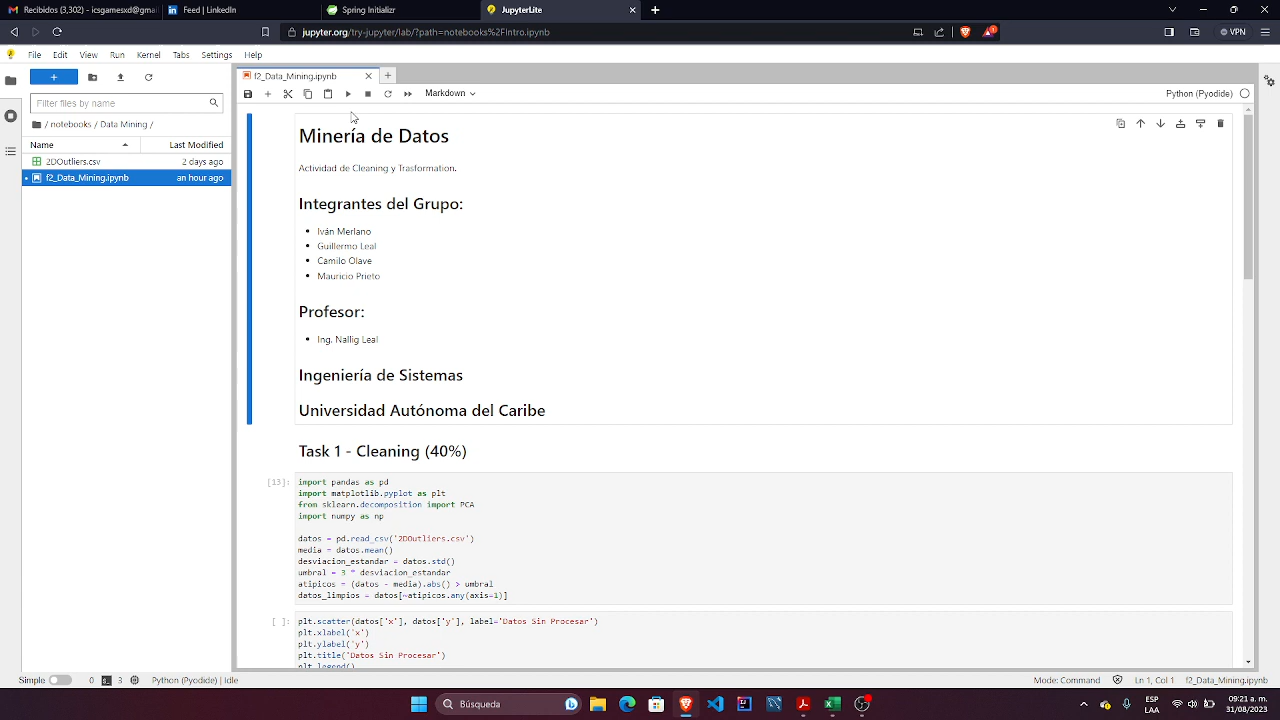 Recibidos (3) - icsgamesxd@gmai
Feed | LinkedIn
Spring Initializr
JupyterLite
jupyter.org/try-jupyter/lab/?path=notebooks%2FIntro.ipynb
VPN
File Edit View Run Kernel Tabs Settings Help
f2_Data_Mining.ipynb
Filter files by name
Markdown
Python (Pyodide)
/ notebooks / Data Mining /
Name Last Modified
2DOutliers.csv 2 days ago
f2_Data_Mining.ipynb an hour ago
Minería de Datos
Actividad de Cleaning y Trasformation.
Integrantes del Grupo:
Iván Merlano
Guillermo Leal
Camilo Olave
Mauricio Prieto
Profesor:
Ing. Nallig Leal
Ingeniería de Sistemas
Universidad Autónoma del Caribe
Task 1 - Cleaning (40%)
[13]:
import pandas as pd
import matplotlib.pyplot as plt
from sklearn.decomposition import PCA
import numpy as np
datos = pd.read_csv('2DOutliers.csv')
media = datos.mean()
desviacion_estandar = datos.std()
umbral = 3 * desviacion_estandar
atipicos = (datos - media).abs() > umbral
datos_limpios = datos[~atipicos.any(axis=1)]
[ ]:
plt.scatter(datos['x'], datos['y'], label='Datos Sin Procesar')
plt.xlabel('x')
plt.ylabel('y')
plt.title('Datos Sin Procesar')
plt.legend()
Simple 0 3 Python (Pyodide) | Idle
Mode: Command Ln 1, Col 1 f2_Data_Mining.ipynb
Búsqueda
ESP
LAA
09:21 a. m.
31/08/2023